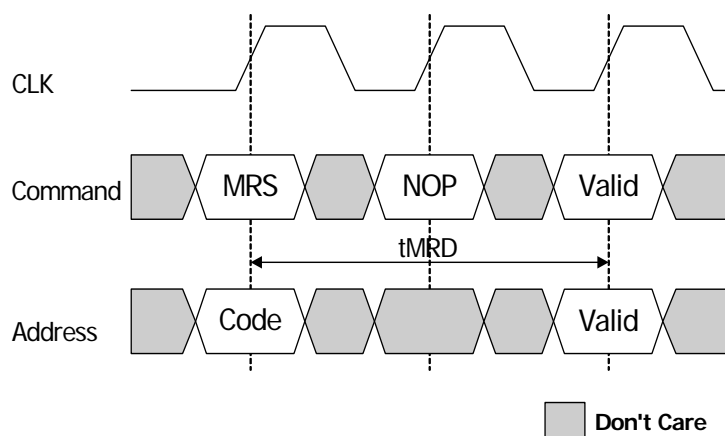 CLK
Command MRS NOP Valid
tMRD
Address Code Valid
Don't Care